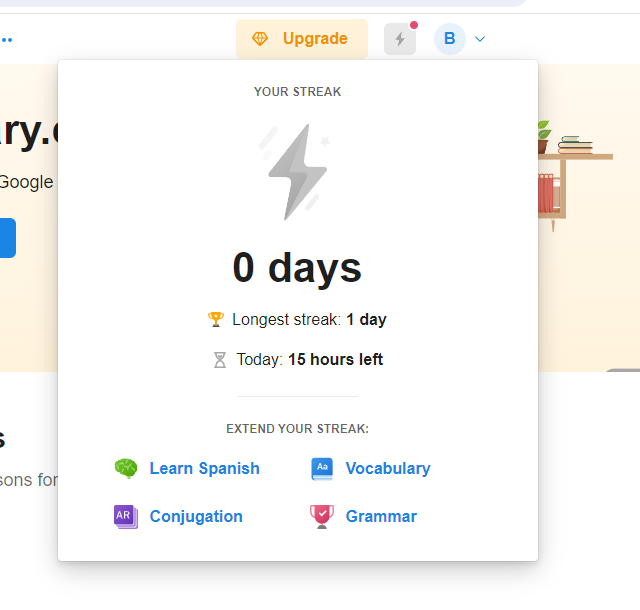 Upgrade
B
YOUR STREAK
ry.
Google
0 days
Longest streak: 1 day
Today: 15 hours left
s
sons for
EXTEND YOUR STREAK:
Learn Spanish
Aa
Vocabulary
AR
Conjugation
Grammar